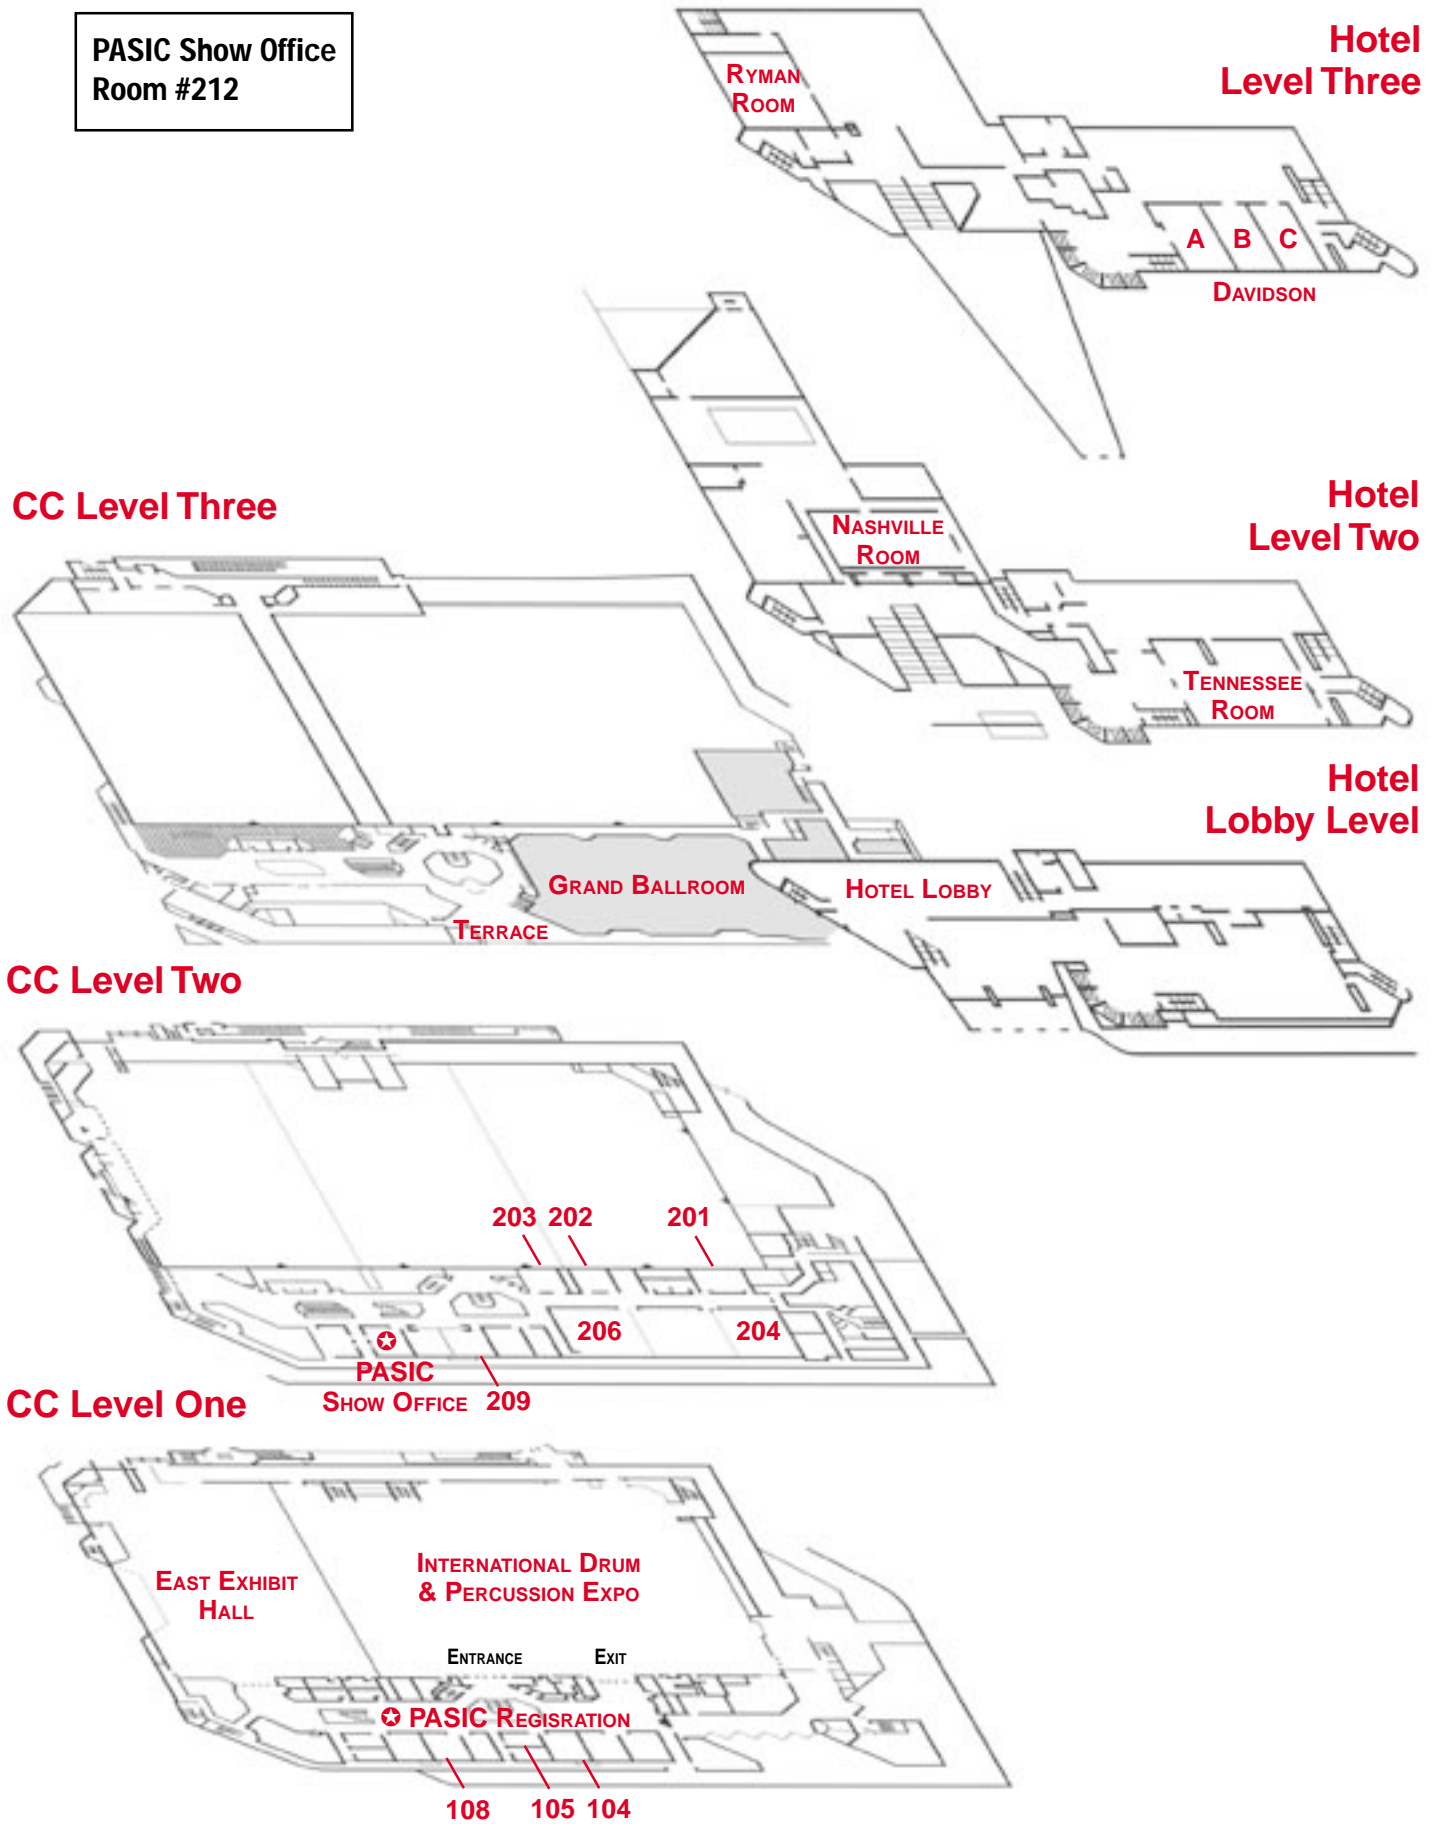 PASIC Show Office
Room #212
Hotel
Level Three
RYMAN
ROOM
A B C
DAVIDSON
CC Level Three
Hotel
Level Two
NASHVILLE
ROOM
TENNESSEE
ROOM
Hotel
Lobby Level
GRAND BALLROOM
HOTEL LOBBY
TERRACE
CC Level Two
203 202 201
206 204
PASIC
SHOW OFFICE 209
CC Level One
EAST EXHIBIT
HALL
INTERNATIONAL DRUM
& PERCUSSION EXPO
ENTRANCE EXIT
PASIC REGISRATION
108 105 104